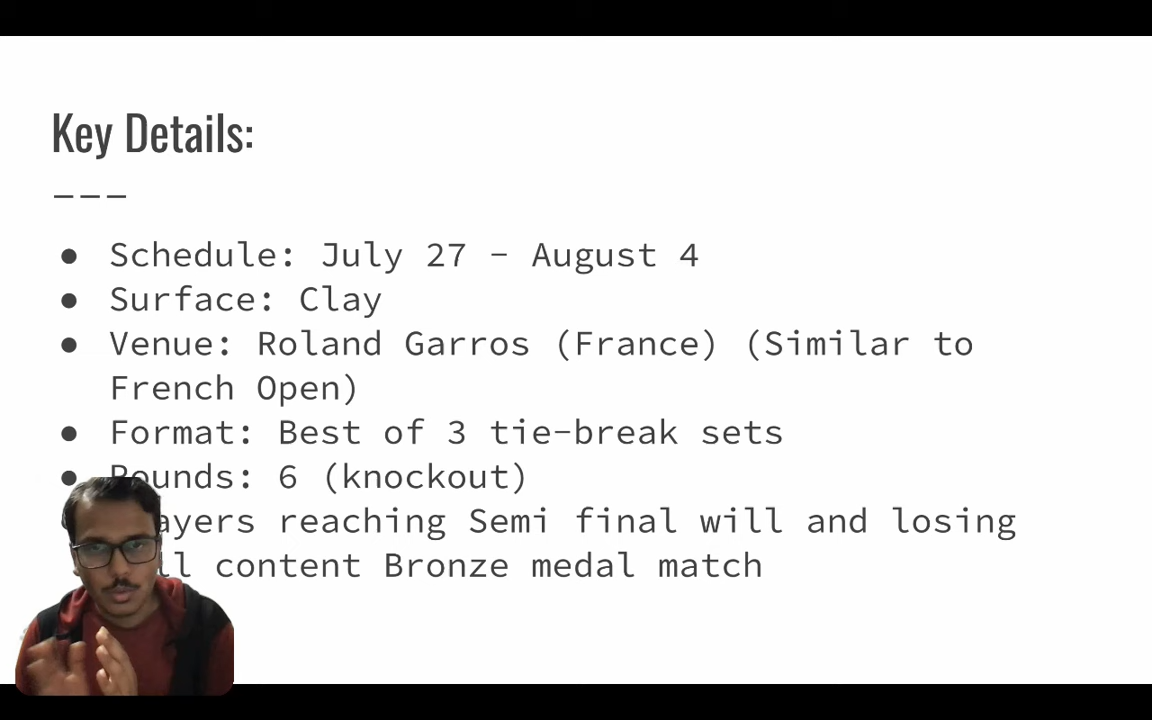 Key Details:
● Schedule: July 27 - August 4
● Surface: Clay
● Venue: Roland Garros (France) (Similar to
French Open)
● Format: Best of 3 tie-break sets
● Rounds: 6 (knockout)
reaching Semi final will and losing
content Bronze medal match